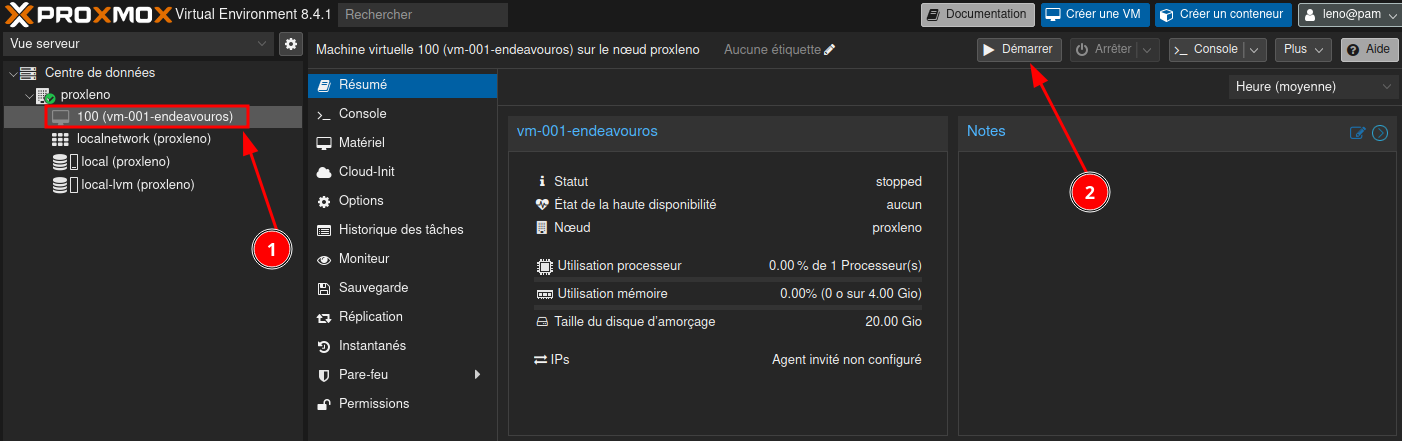 PROXMOX Virtual Environment 8.4.1 Rechercher Documentation Créer une VM Créer un conteneur leno@pam
Vue serveur
Centre de données
proxleno
100 (vm-001-endeavouros)
localnetwork (proxleno)
local (proxleno)
local-lvm (proxleno)
1
Machine virtuelle 100 (vm-001-endeavouros) sur le nœud proxleno Aucune étiquette Démarrer Arrêter Console Plus Aide
Résumé
Console
Matériel
Cloud-Init
Options
Historique des tâches
Moniteur
Sauvegarde
Réplication
Instantanés
Pare-feu
Permissions
Heure (moyenne)
vm-001-endeavouros
Statut stopped
État de la haute disponibilité aucun
Nœud proxleno
Utilisation processeur 0.00 % de 1 Processeur(s)
Utilisation mémoire 0.00% (0 o sur 4.00 Gio)
Taille du disque d'amorçage 20.00 Gio
IPs Agent invité non configuré
Notes
2